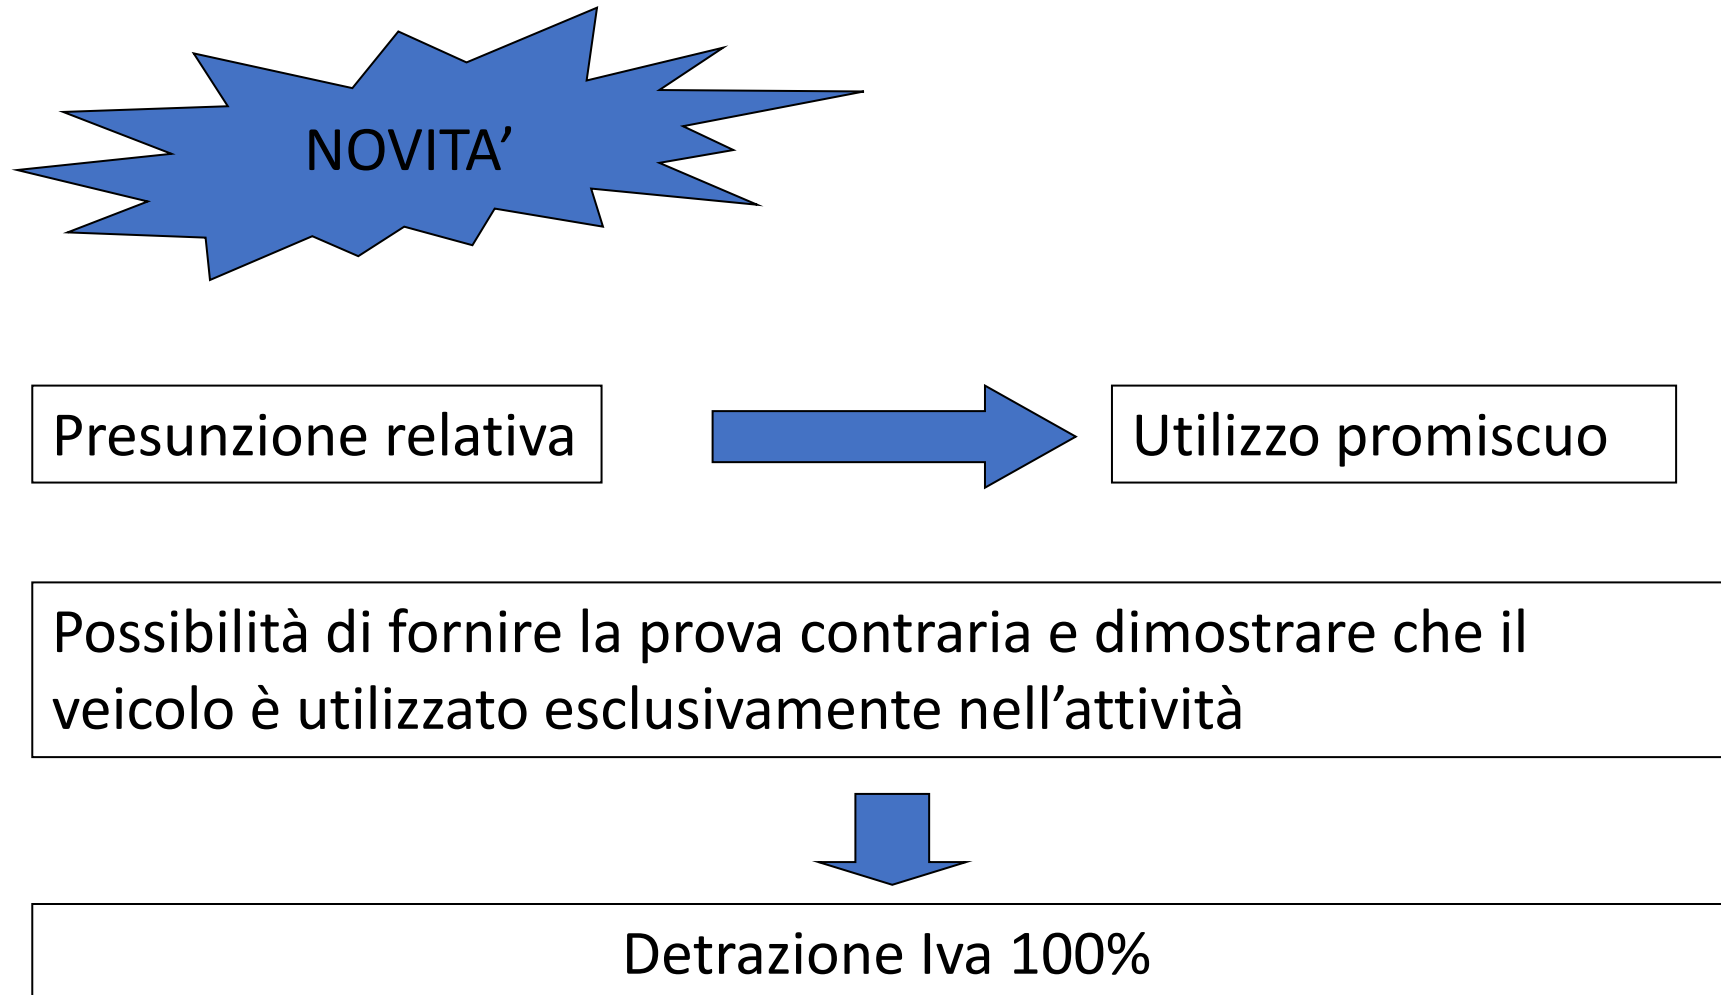 NOVITA’
Presunzione relativa
Utilizzo promiscuo
Possibilità di fornire la prova contraria e dimostrare che il
veicolo è utilizzato esclusivamente nell’attività
Detrazione Iva 100%